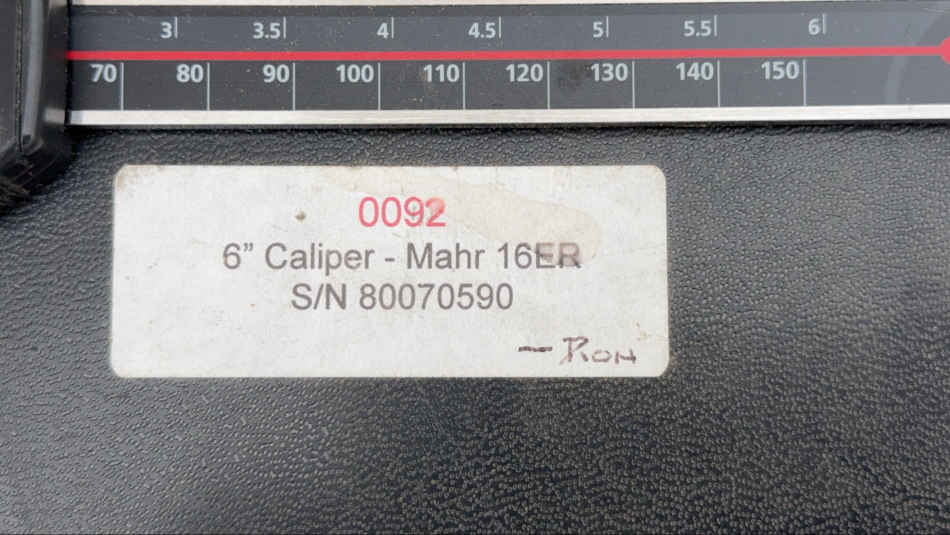 3 3.5 4 4.5 5 5.5 6
70 80 90 100 110 120 130 140 150
0092
6” Caliper - Mahr 16ER
S/N 80070590
— Ron